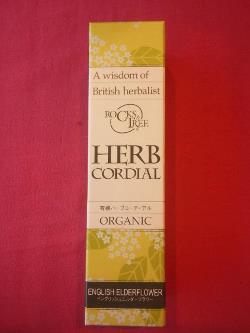 A wisdom of
British herbalist
ROCKS
TREE
HERB
CORDIAL
有機ハーブコーディアル
ORGANIC
ENGLISH ELDERFLOWER
イングリッシュエルダーフラワー